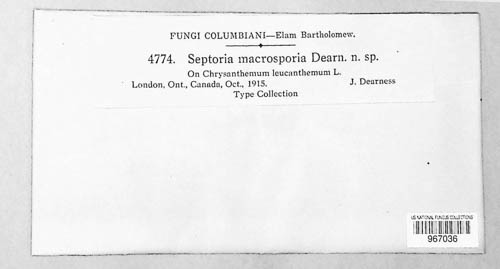 FUNGI COLUMBIANI—Elam Bartholomew.
4774. Septoria macrosporia Dearn. n. sp.
On Chrysanthemum leucanthemum L.
London, Ont., Canada, Oct., 1915. J. Dearness
Type Collection
US NATIONAL FUNGUS COLLECTIONS
967036